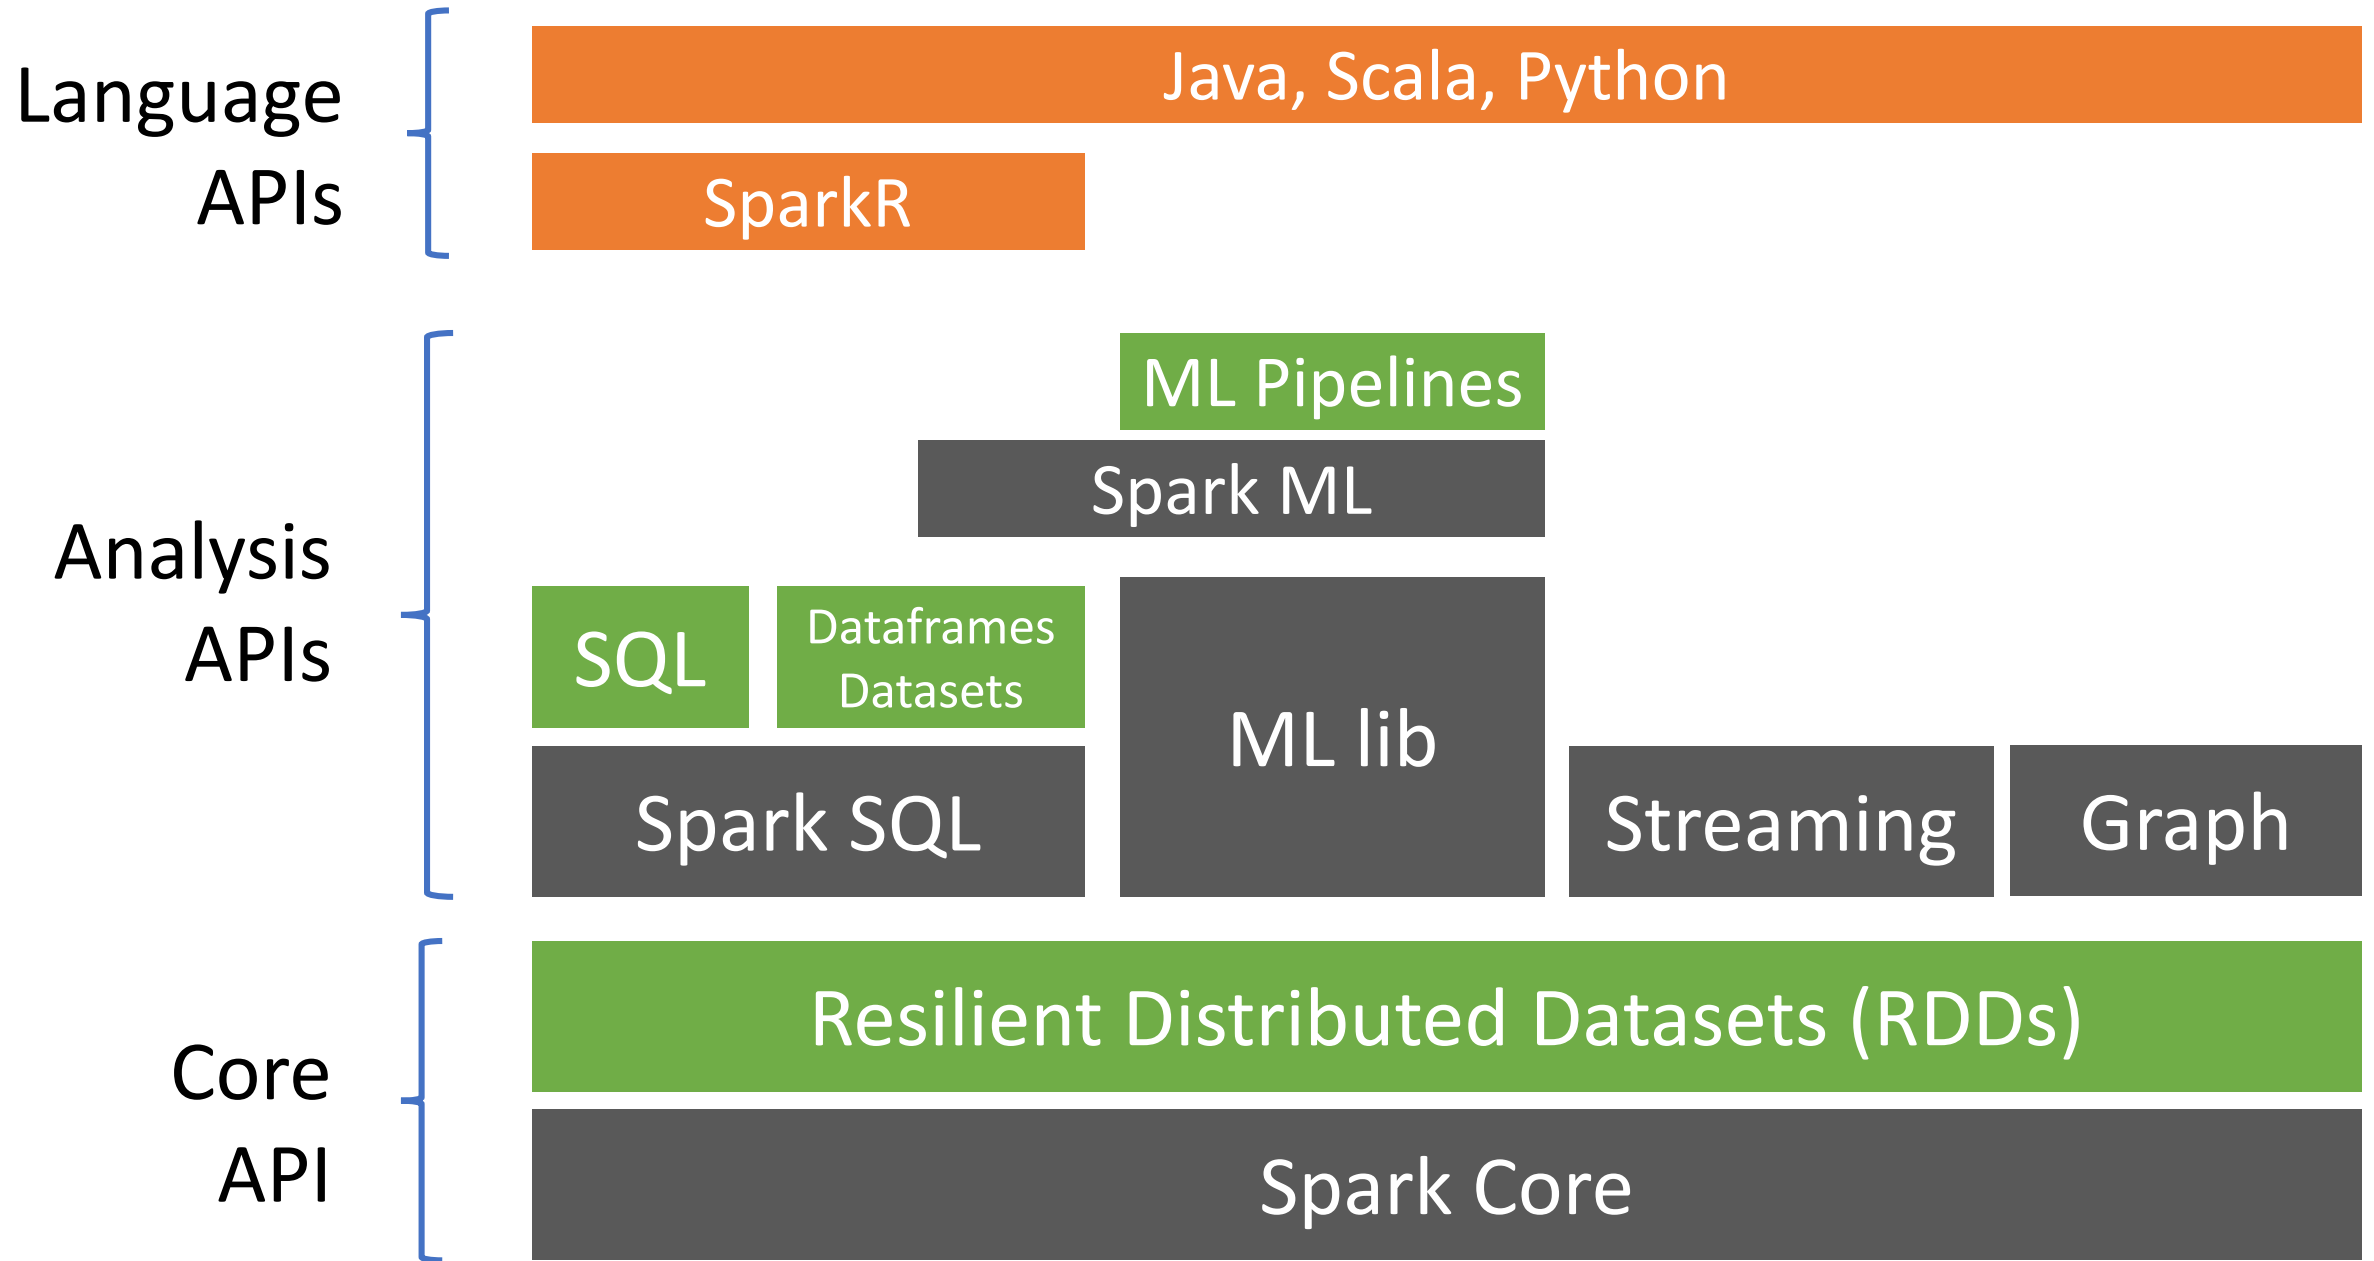 Language
APIs
Java, Scala, Python
SparkR
Analysis
APIs
ML Pipelines
Spark ML
SQL
Dataframes
Datasets
ML lib
Spark SQL
Streaming
Graph
Core
API
Resilient Distributed Datasets (RDDs)
Spark Core